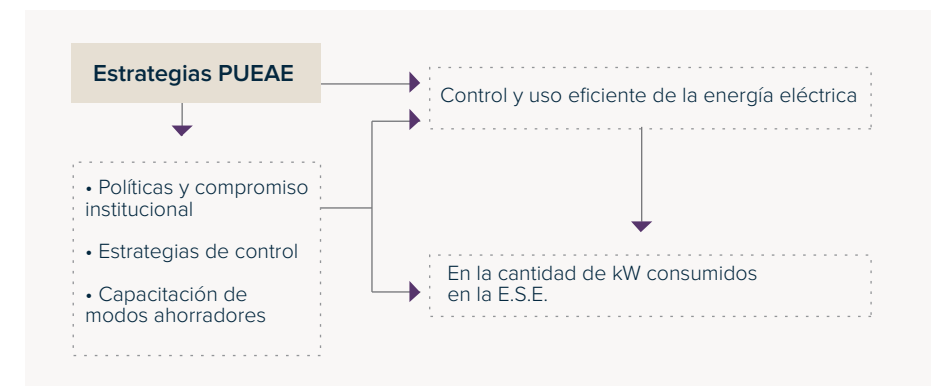 Estrategias PUEAE
Control y uso eficiente de la energía eléctrica
• Políticas y compromiso
institucional
• Estrategias de control
• Capacitación de
modos ahorradores
En la cantidad de kW consumidos
en la E.S.E.